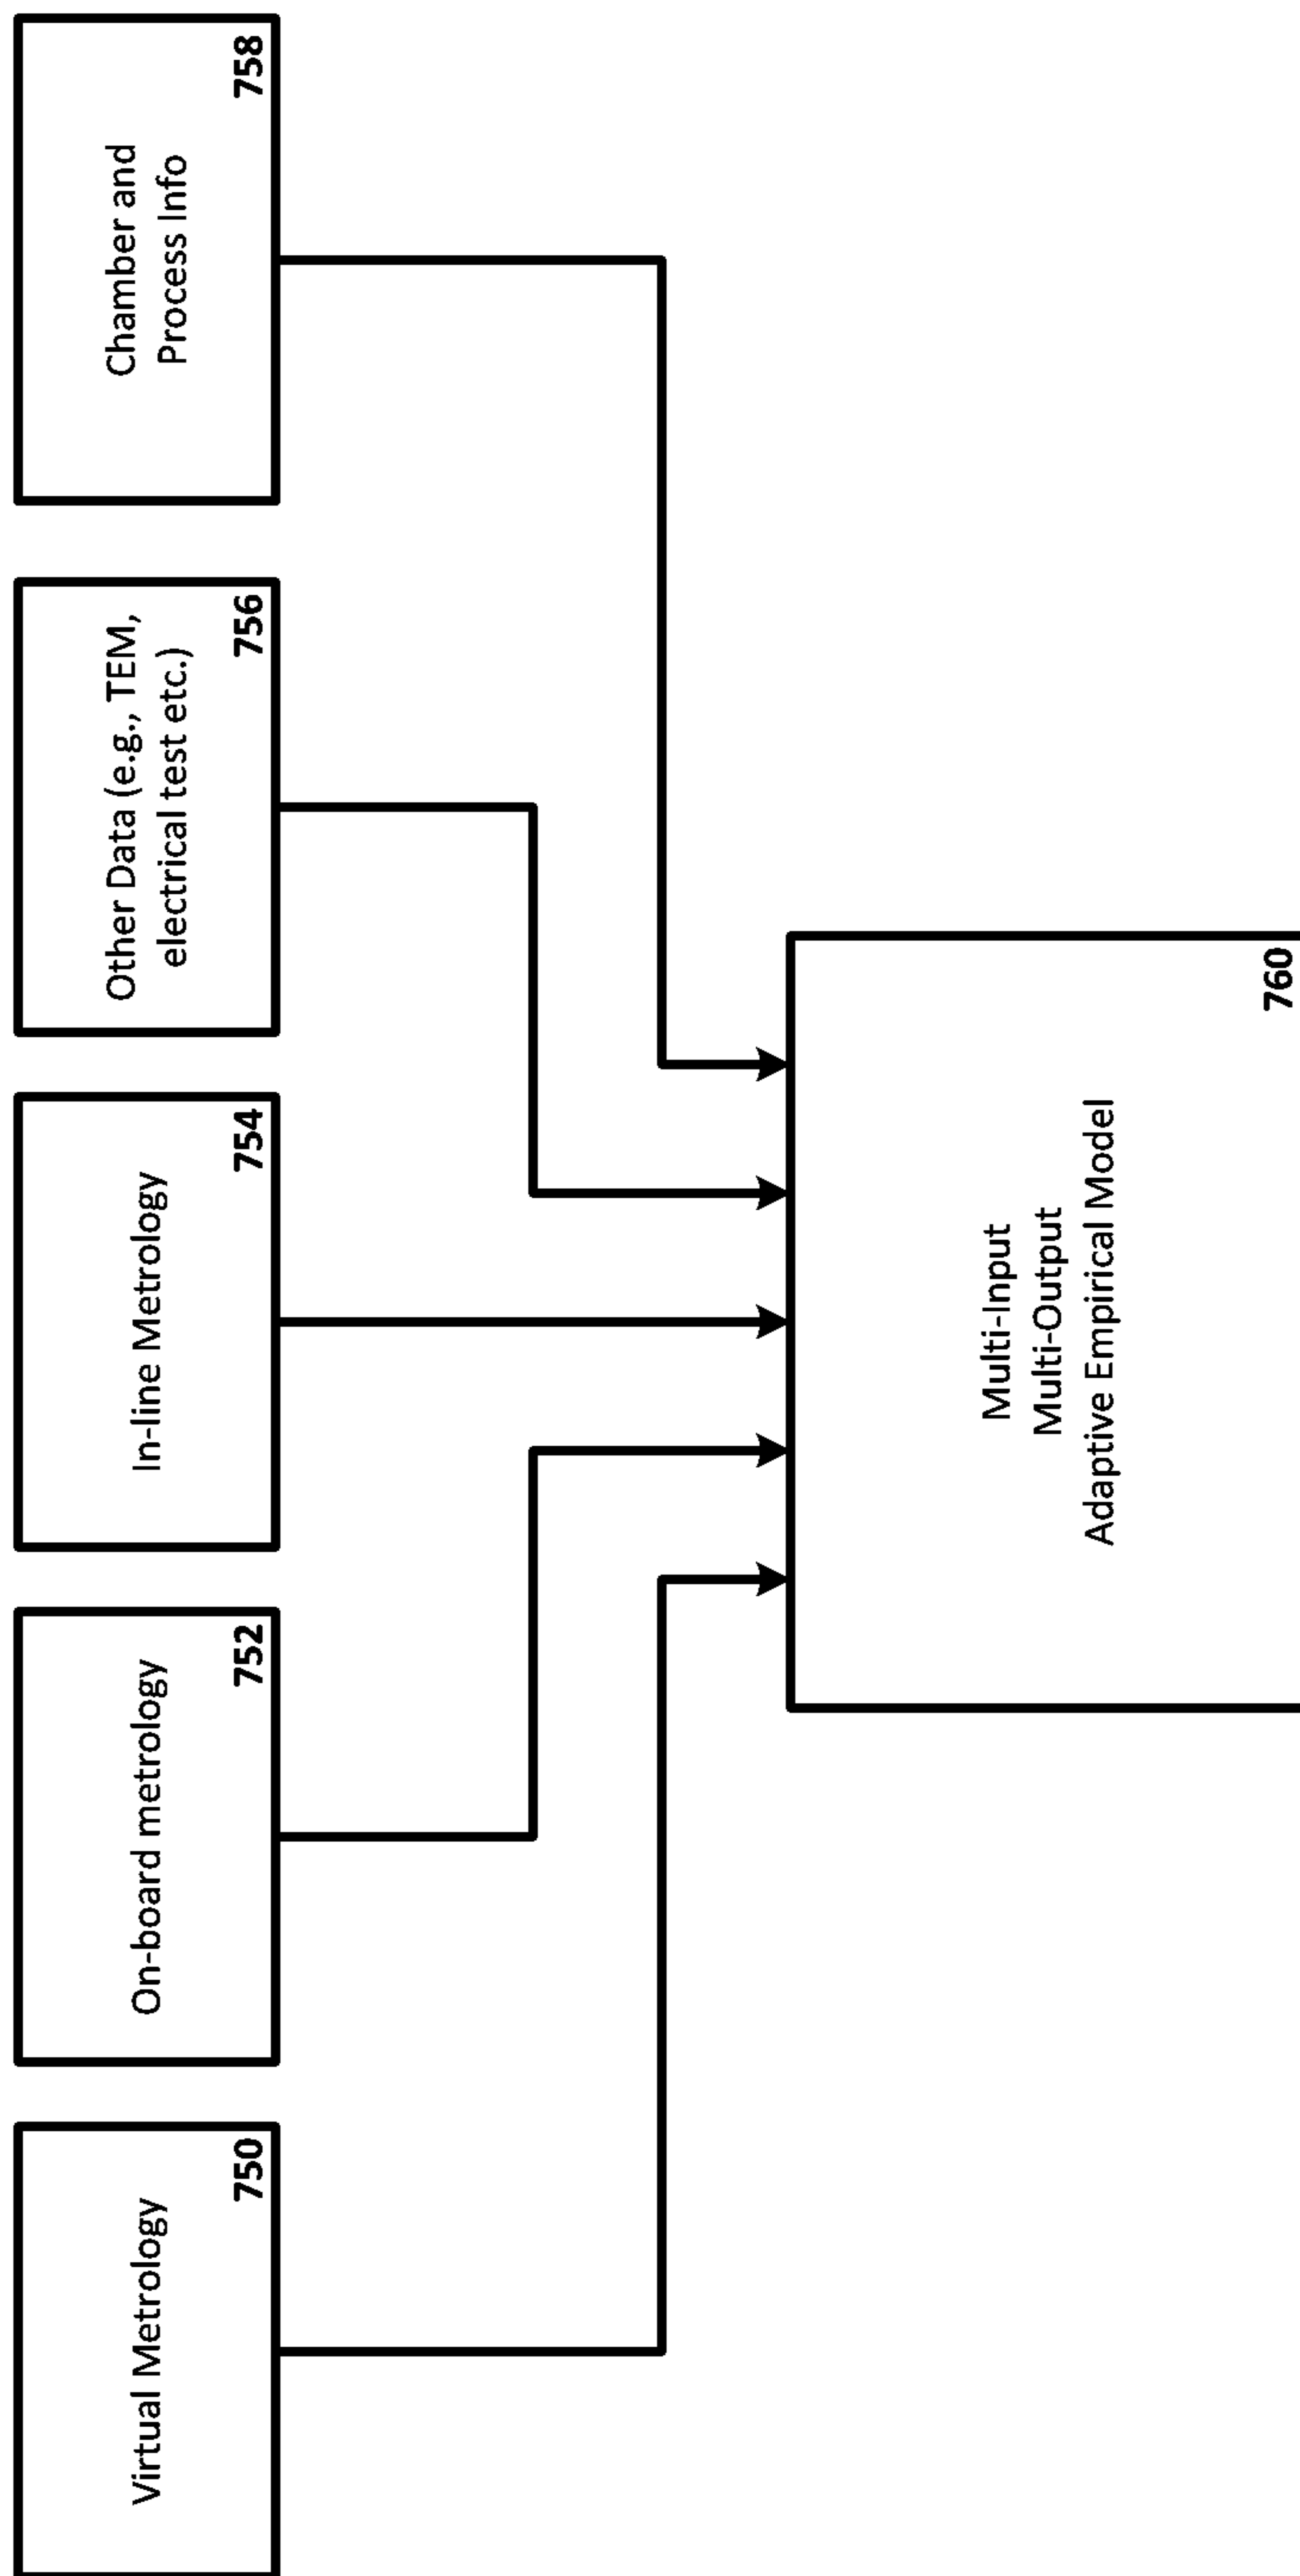 Virtual Metrology
750
On-board metrology
752
In-line Metrology
754
Other Data (e.g., TEM,
electrical test etc.)
756
Chamber and
Process Info
758
Multi-Input
Multi-Output
Adaptive Empirical Model
760